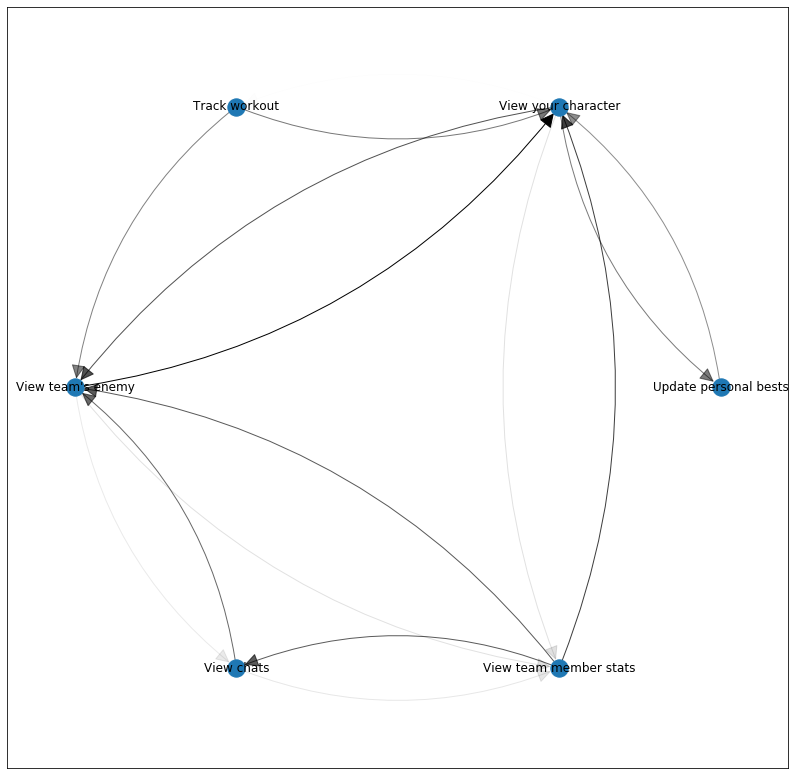 Track workout
View your character
View team's enemy
Update personal bests
View chats
View team member stats